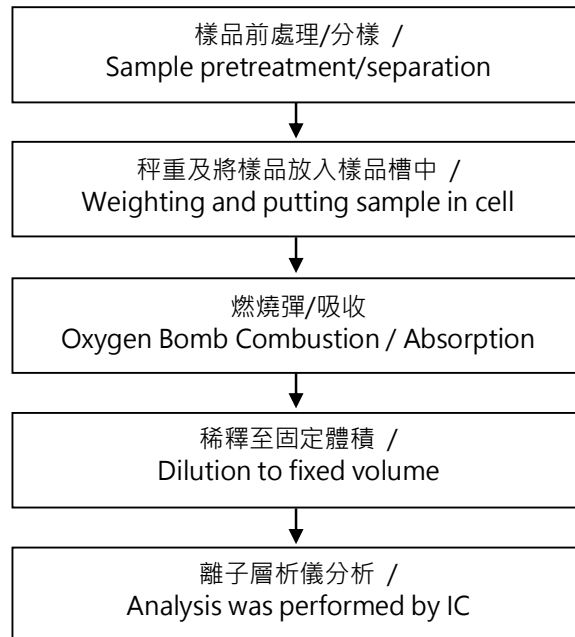 樣品前處理/分樣 /
Sample pretreatment/separation
秤重及將樣品放入樣品槽中 /
Weighting and putting sample in cell
燃燒彈/吸收
Oxygen Bomb Combustion / Absorption
稀釋至固定體積 /
Dilution to fixed volume
離子層析儀分析 /
Analysis was performed by IC